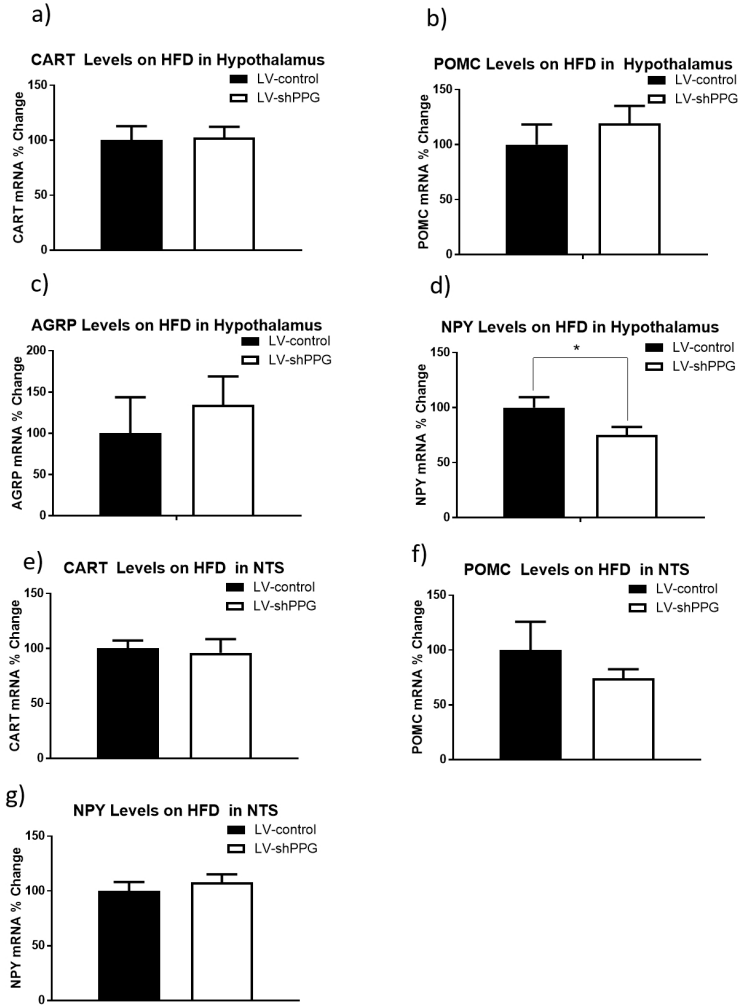 a)
CART Levels on HFD in Hypothalamus
LV-control
LV-shPPG
CART mRNA % Change
150
100
50
0
b)
POMC Levels on HFD in Hypothalamus
LV-control
LV-shPPG
POMC mRNA % Change
150
100
50
0
c)
AGRP Levels on HFD in Hypothalamus
LV-control
LV-shPPG
AGRP mRNA % Change
200
150
100
50
0
d)
NPY Levels on HFD in Hypothalamus
LV-control
LV-shPPG
NPY mRNA % Change
150
100
50
0
*
e)
CART Levels on HFD in NTS
LV-control
LV-shPPG
CART mRNA % Change
150
100
50
0
f)
POMC Levels on HFD in NTS
LV-control
LV-shPPG
POMC mRNA % Change
150
100
50
0
g)
NPY Levels on HFD in NTS
LV-control
LV-shPPG
NPY mRNA % Change
150
100
50
0